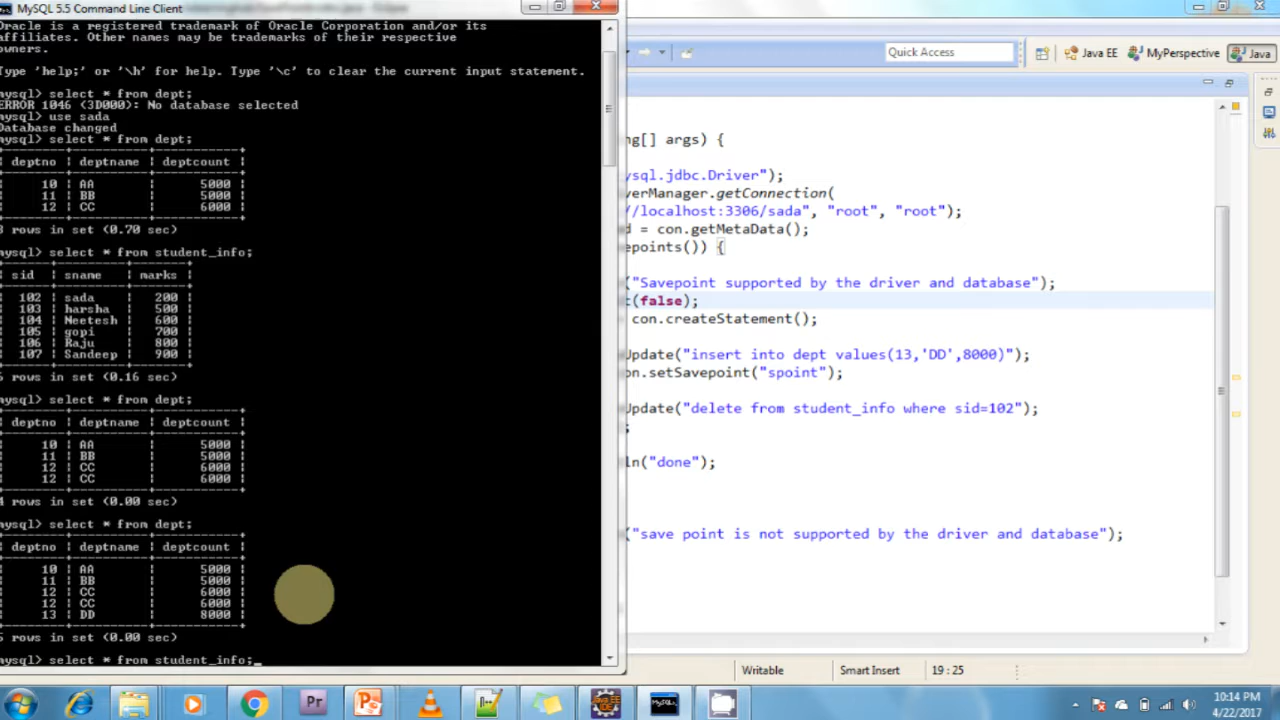 MySQL 5.5 Command Line Client
Oracle is a registered trademark of Oracle Corporation and/or its
affiliates. Other names may be trademarks of their respective
owners.
Type 'help;' or '\h' for help. Type '\c' to clear the current input statement.
mysql> select * from dept;
ERROR 1046 (3D000): No database selected
mysql> use sada
Database changed
mysql> select * from dept;
deptno | deptname | deptcount
10 | AA | 5000
11 | BB | 5000
12 | CC | 6000
3 rows in set (0.70 sec)
mysql> select * from student_info;
sid | sname | marks
102 | sada | 200
103 | harsha | 500
104 | Neetesh | 600
105 | gopi | 700
106 | Raju | 800
107 | Sandeep | 900
6 rows in set (0.16 sec)
mysql> select * from dept;
deptno | deptname | deptcount
10 | AA | 5000
11 | BB | 5000
12 | CC | 6000
12 | CC | 6000
4 rows in set (0.00 sec)
mysql> select * from dept;
deptno | deptname | deptcount
10 | AA | 5000
11 | BB | 5000
12 | CC | 6000
12 | CC | 6000
13 | DD | 8000
5 rows in set (0.00 sec)
mysql> select * from student_info;_
Quick Access
Java EE
MyPerspective
Java
ng[] args) {
ysql.jdbc.Driver");
verManager.getConnection(
//localhost:3306/sada", "root", "root");
d = con.getMetaData();
epoints()) {
("Savepoint supported by the driver and database");
t(false);
con.createStatement();
Update("insert into dept values(13,'DD',8000)");
on.setSavepoint("spoint");
Update("delete from student_info where sid=102");
;
ln("done");
("save point is not supported by the driver and database");
Writable
Smart Insert
19 : 25
Pr
10:14 PM
4/22/2017